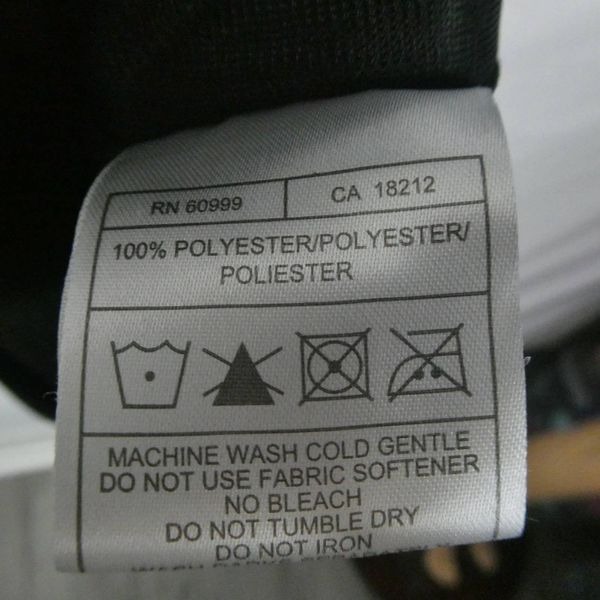 RN 60999
CA 18212
100% POLYESTER/POLYESTER/
POLIESTER
MACHINE WASH COLD GENTLE
DO NOT USE FABRIC SOFTENER
NO BLEACH
DO NOT TUMBLE DRY
DO NOT IRON